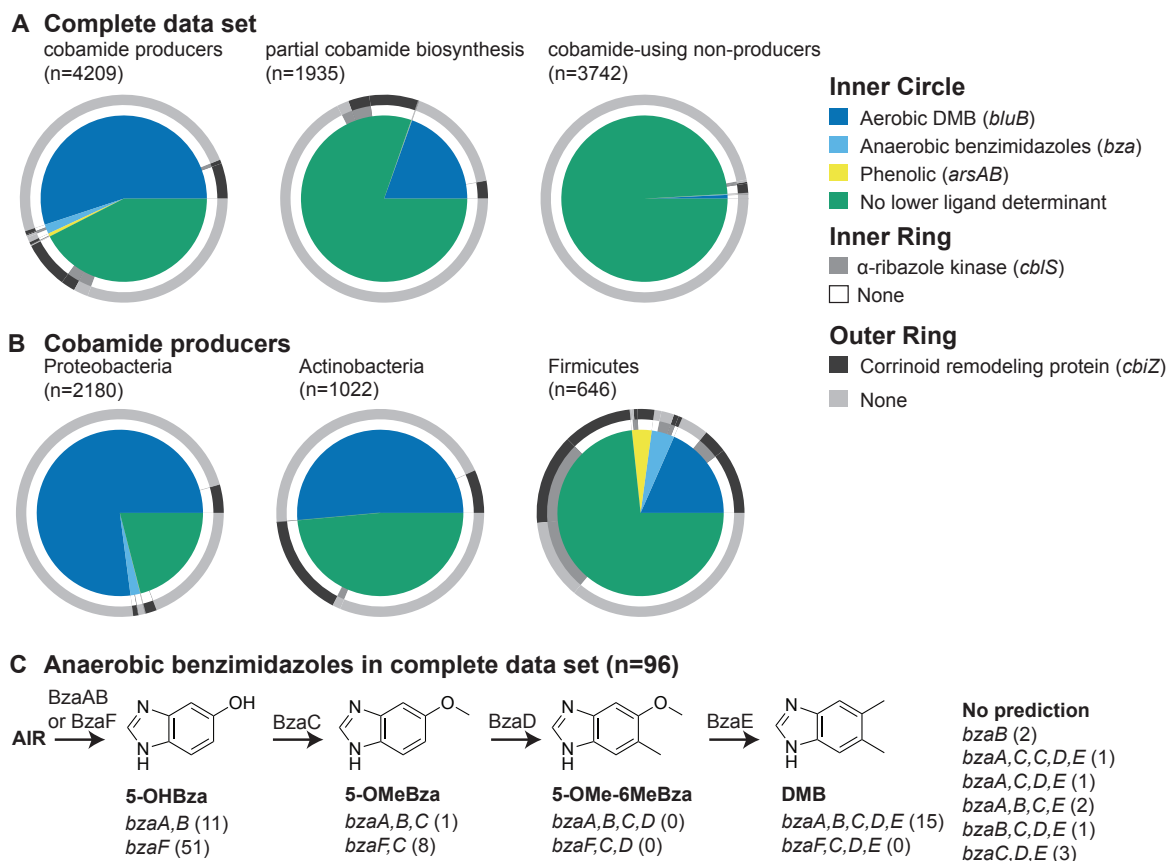 A Complete data set
cobamide producers
(n=4209)
partial cobamide biosynthesis
(n=1935)
cobamide-using non-producers
(n=3742)
Inner Circle
Aerobic DMB (bluB)
Anaerobic benzimidazoles (bza)
Phenolic (arsAB)
No lower ligand determinant
Inner Ring
α-ribazole kinase (cblS)
None
Outer Ring
Corrinoid remodeling protein (cbiZ)
None
B Cobamide producers
Proteobacteria
(n=2180)
Actinobacteria
(n=1022)
Firmicutes
(n=646)
C Anaerobic benzimidazoles in complete data set (n=96)
AIR
BzaAB
or BzaF
N
N
H
OH
5-OHBza
bzaA,B (11)
bzaF (51)
BzaC
N
N
H
O
5-OMeBza
bzaA,B,C (1)
bzaF,C (8)
BzaD
N
N
H
O
5-OMe-6MeBza
bzaA,B,C,D (0)
bzaF,C,D (0)
BzaE
N
N
H
DMB
bzaA,B,C,D,E (15)
bzaF,C,D,E (0)
No prediction
bzaB (2)
bzaA,C,C,D,E (1)
bzaA,C,D,E (1)
bzaA,B,C,E (2)
bzaB,C,D,E (1)
bzaC,D,E (3)